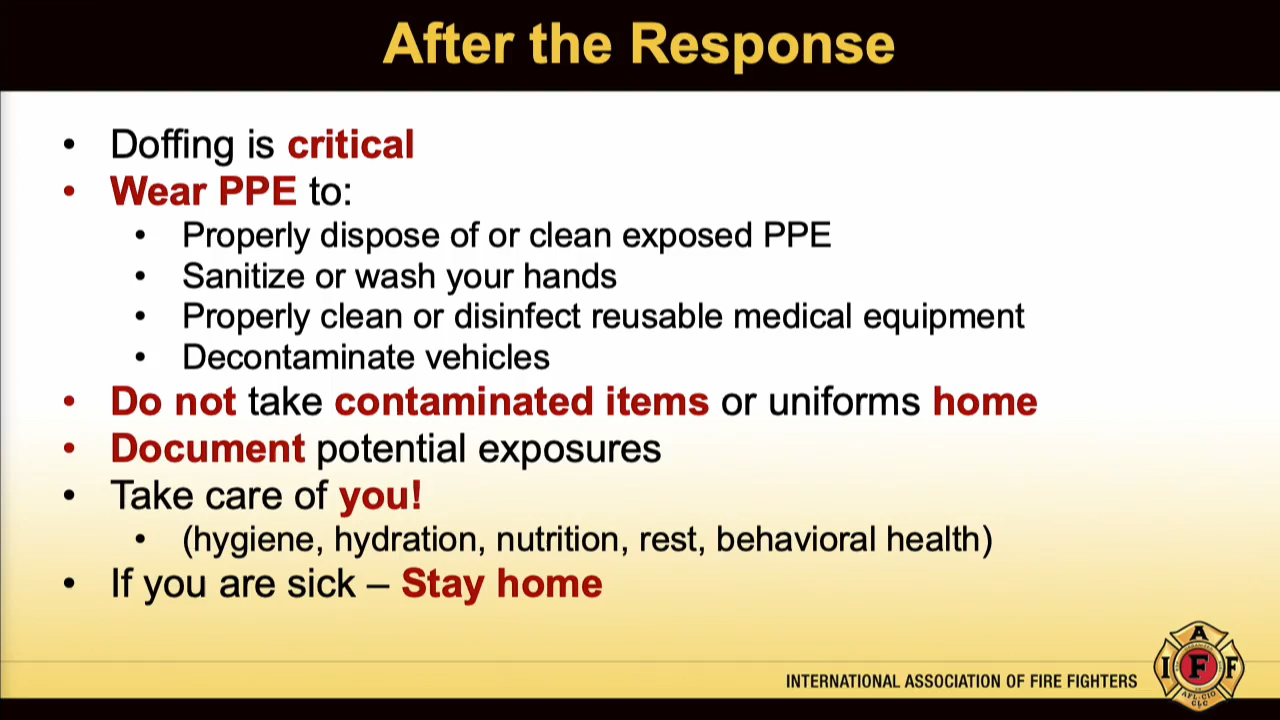 After the Response
• Doffing is critical
• Wear PPE to:
• Properly dispose of or clean exposed PPE
• Sanitize or wash your hands
• Properly clean or disinfect reusable medical equipment
• Decontaminate vehicles
• Do not take contaminated items or uniforms home
• Document potential exposures
• Take care of you!
• (hygiene, hydration, nutrition, rest, behavioral health)
• If you are sick – Stay home
INTERNATIONAL ASSOCIATION OF FIRE FIGHTERS
A
I F F
AFL-CIO
CLC